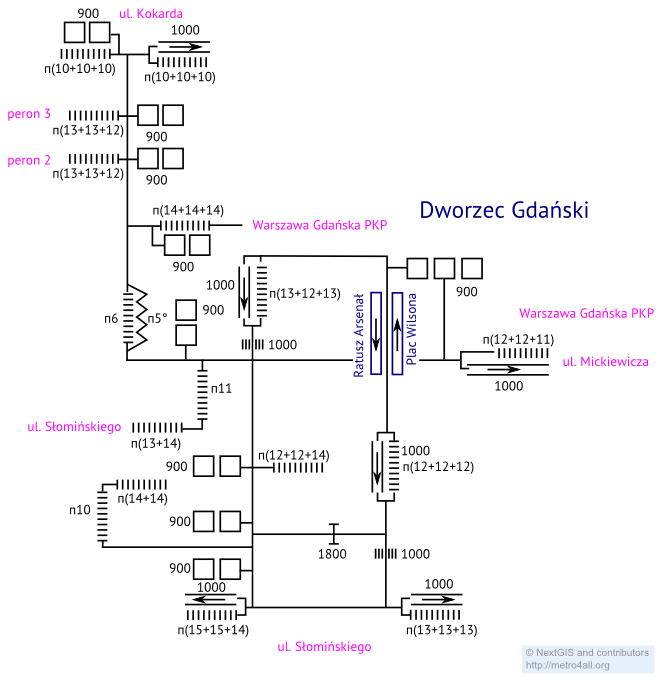 900
ul. Kokarda
1000
п(10+10+10)
п(10+10+10)
peron 3
п(13+13+12)
900
peron 2
п(13+13+12)
900
п(14+14+14)
Warszawa Gdańska PKP
900
Dworzec Gdański
1000
п(13+12+13)
900
п6
п5°
900
1000
Ratusz Arsenał
Plac Wilsona
Warszawa Gdańska PKP
п(12+12+11)
ul. Mickiewicza
1000
п11
ul. Słomińskiego
п(13+14)
900
п(12+12+14)
1000
п(12+12+12)
п(14+14)
п10
900
1800
1000
900
1000
п(15+15+14)
1000
п(13+13+13)
ul. Słomińskiego
© NextGIS and contributors
http://metro4all.org